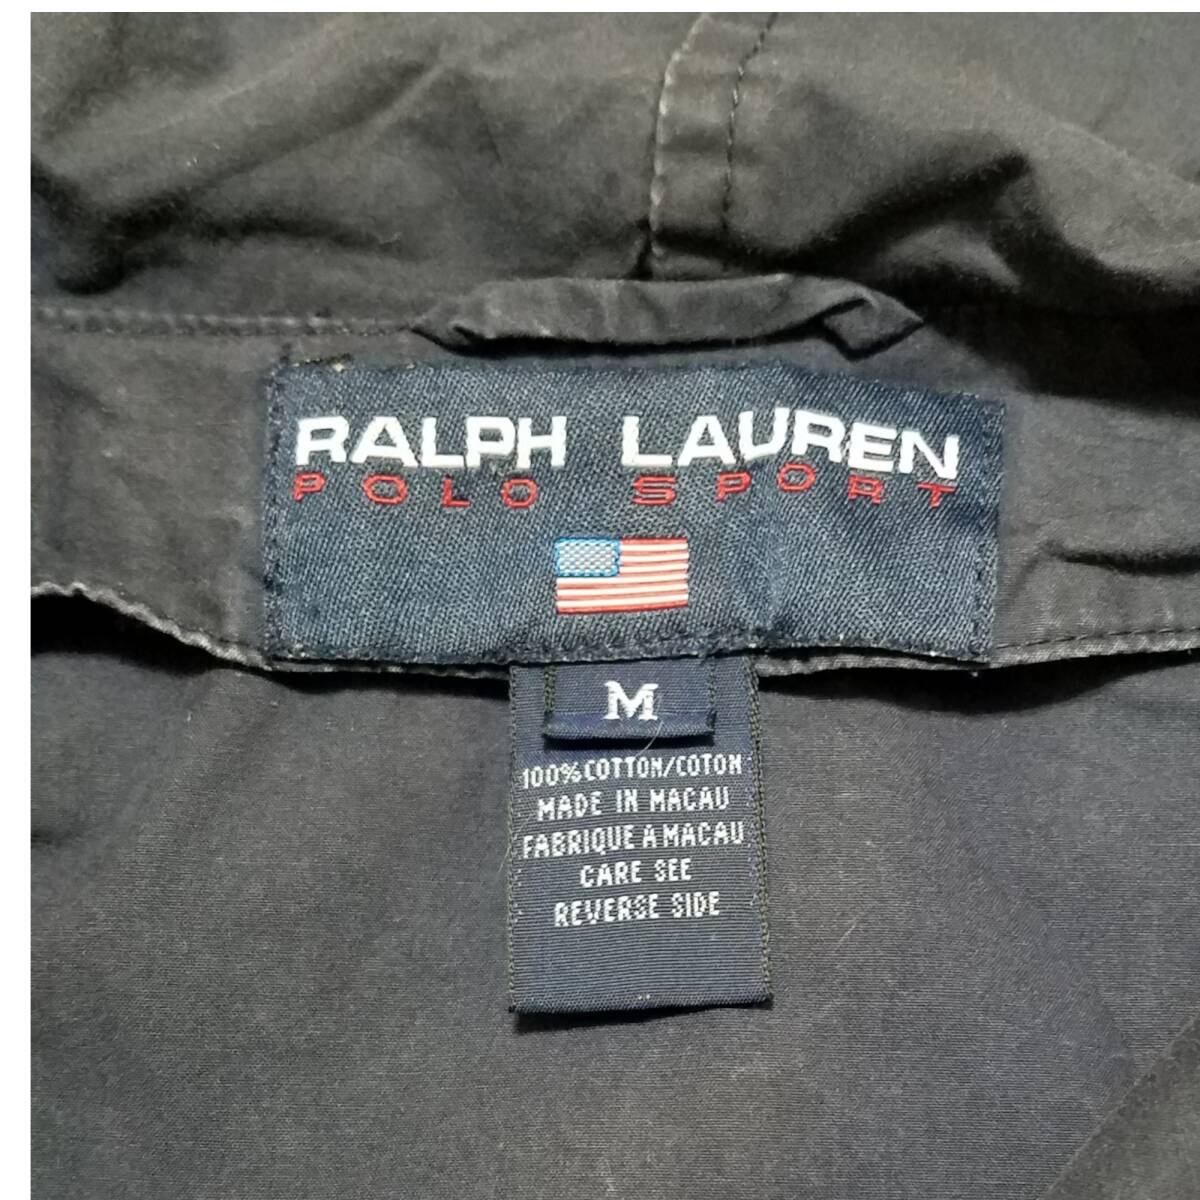 RALPH LAUREN
POLO SPORT
M
100% COTTON/COTON
MADE IN MACAU
FABRIQUE A MACAU
CARE SEE
REVERSE SIDE